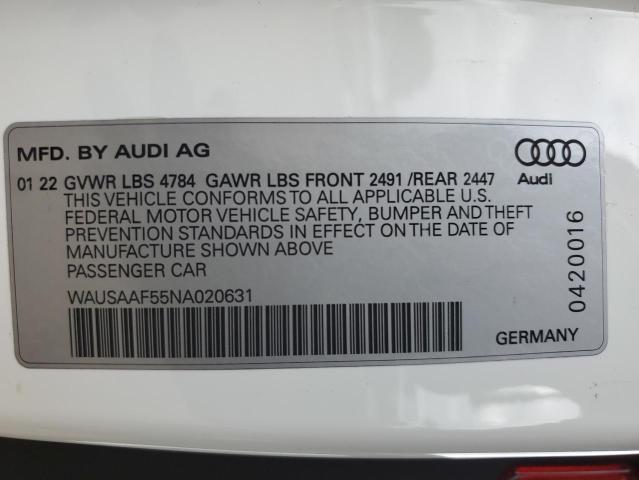 MFD. BY AUDI AG
01 22 GVWR LBS 4784 GAWR LBS FRONT 2491 /REAR 2447
THIS VEHICLE CONFORMS TO ALL APPLICABLE U.S.
FEDERAL MOTOR VEHICLE SAFETY, BUMPER AND THEFT
PREVENTION STANDARDS IN EFFECT ON THE DATE OF
MANUFACTURE SHOWN ABOVE
PASSENGER CAR
WAUSAAF55NA020631
Audi
0420016
GERMANY